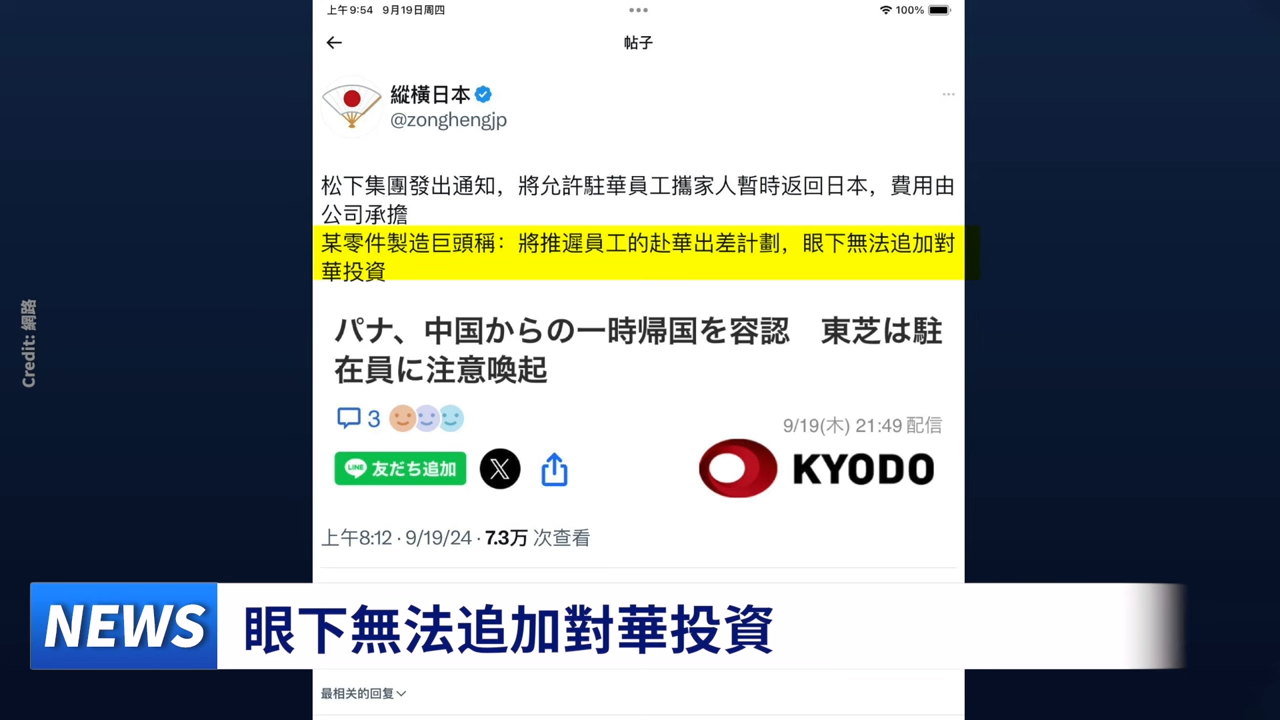 上午9:54 9月19日周四
100%
帖子
縱橫日本
@zonghengjp
松下集團發出通知，將允許駐華員工攜家人暫時返回日本，費用由
公司承擔
某零件製造巨頭稱：將推遲員工的赴華出差計劃，眼下無法追加對
華投資
パナ、中国からの一時帰国を容認　東芝は駐
在員に注意喚起
3
9/19(木) 21:49 配信
LINE 友だち追加
KYODO
上午8:12 · 9/19/24 · 7.3万 次查看
Credit: 網路
NEWS 眼下無法追加對華投資
最相关的回复